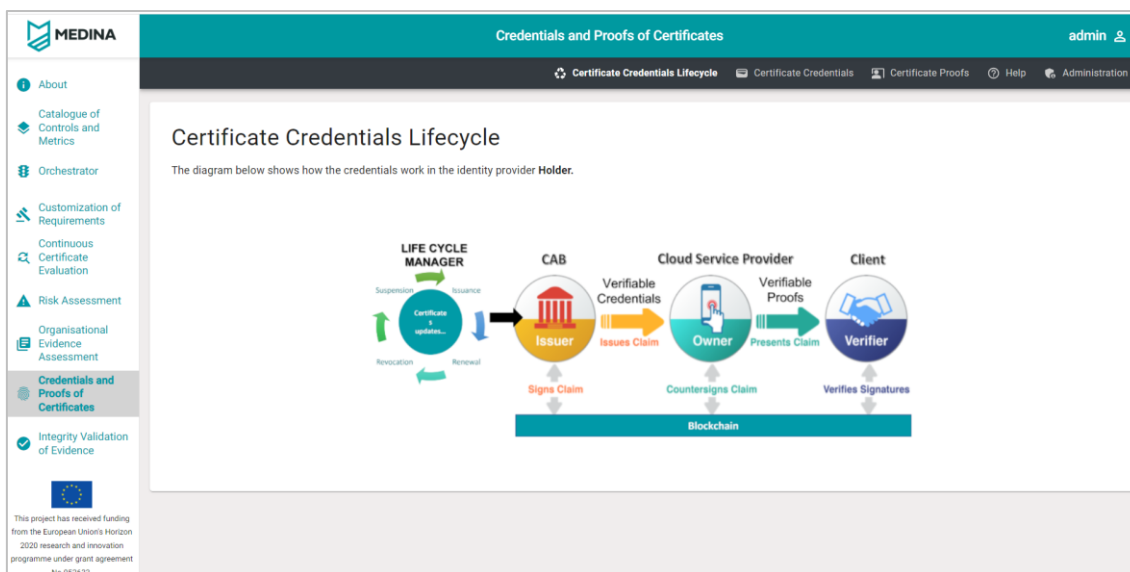 MEDINA
Credentials and Proofs of Certificates
admin
Certificate Credentials Lifecycle
Certificate Credentials
Certificate Proofs
Help
Administration
About
Catalogue of
Controls and
Metrics
Orchestrator
Customization of
Requirements
Continuous
Certificate
Evaluation
Risk Assessment
Organisational
Evidence
Assessment
Credentials and
Proofs of
Certificates
Integrity Validation
of Evidence
This project has received funding
from the European Union's Horizon
2020 research and innovation
programme under grant agreement
Certificate Credentials Lifecycle
The diagram below shows how the credentials work in the identity provider Holder.
LIFE CYCLE
MANAGER
Suspension
Issuance
Certificate
s
updates...
Revocation
Renewal
CAB
Issuer
Verifiable
Credentials
Issues Claim
Cloud Service Provider
Owner
Verifiable
Proofs
Presents Claim
Client
Verifier
Signs Claim
Countersigns Claim
Verifies Signatures
Blockchain